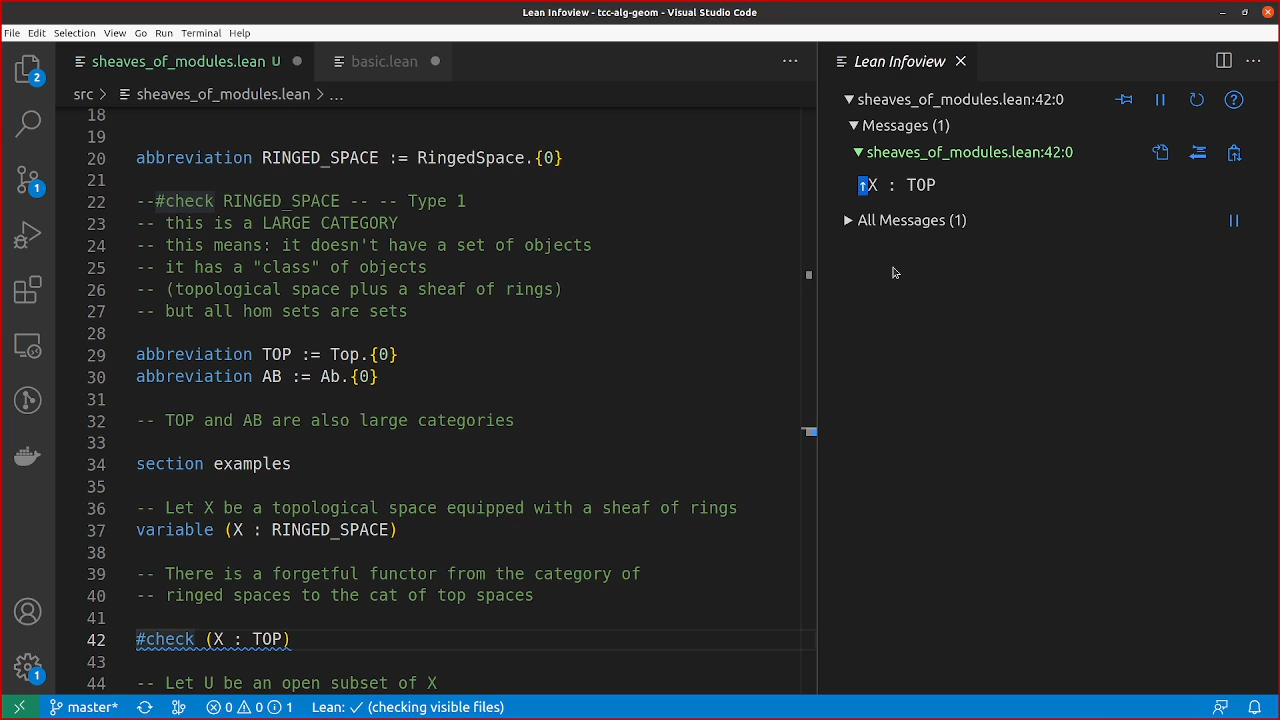 Lean Infoview - tcc-alg-geom - Visual Studio Code
File Edit Selection View Go Run Terminal Help
sheaves_of_modules.lean U
basic.lean
Lean Infoview
src > sheaves_of_modules.lean > ...
18
19
20 abbreviation RINGED_SPACE := RingedSpace.{0}
21
22 --#check RINGED_SPACE -- -- Type 1
23 -- this is a LARGE CATEGORY
24 -- this means: it doesn't have a set of objects
25 -- it has a "class" of objects
26 -- (topological space plus a sheaf of rings)
27 -- but all hom sets are sets
28
29 abbreviation TOP := Top.{0}
30 abbreviation AB := Ab.{0}
31
32 -- TOP and AB are also large categories
33
34 section examples
35
36 -- Let X be a topological space equipped with a sheaf of rings
37 variable (X : RINGED_SPACE)
38
39 -- There is a forgetful functor from the category of
40 -- ringed spaces to the cat of top spaces
41
42 #check (X : TOP)
43
44 -- Let U be an open subset of X
sheaves_of_modules.lean:42:0
Messages (1)
sheaves_of_modules.lean:42:0
↑X : TOP
All Messages (1)
2
1
1
master* 0 0 1 Lean: ✓ (checking visible files)